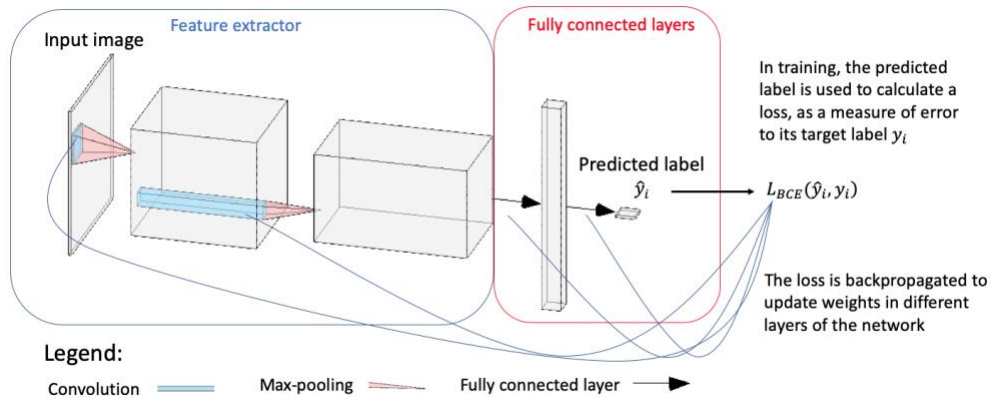 Feature extractor
Fully connected layers
Input image
In training, the predicted
label is used to calculate a
loss, as a measure of error
to its target label yᵢ
Predicted label
ŷᵢ
L_BCE(ŷᵢ, yᵢ)
The loss is backpropagated to
update weights in different
layers of the network
Legend:
Convolution
Max-pooling
Fully connected layer